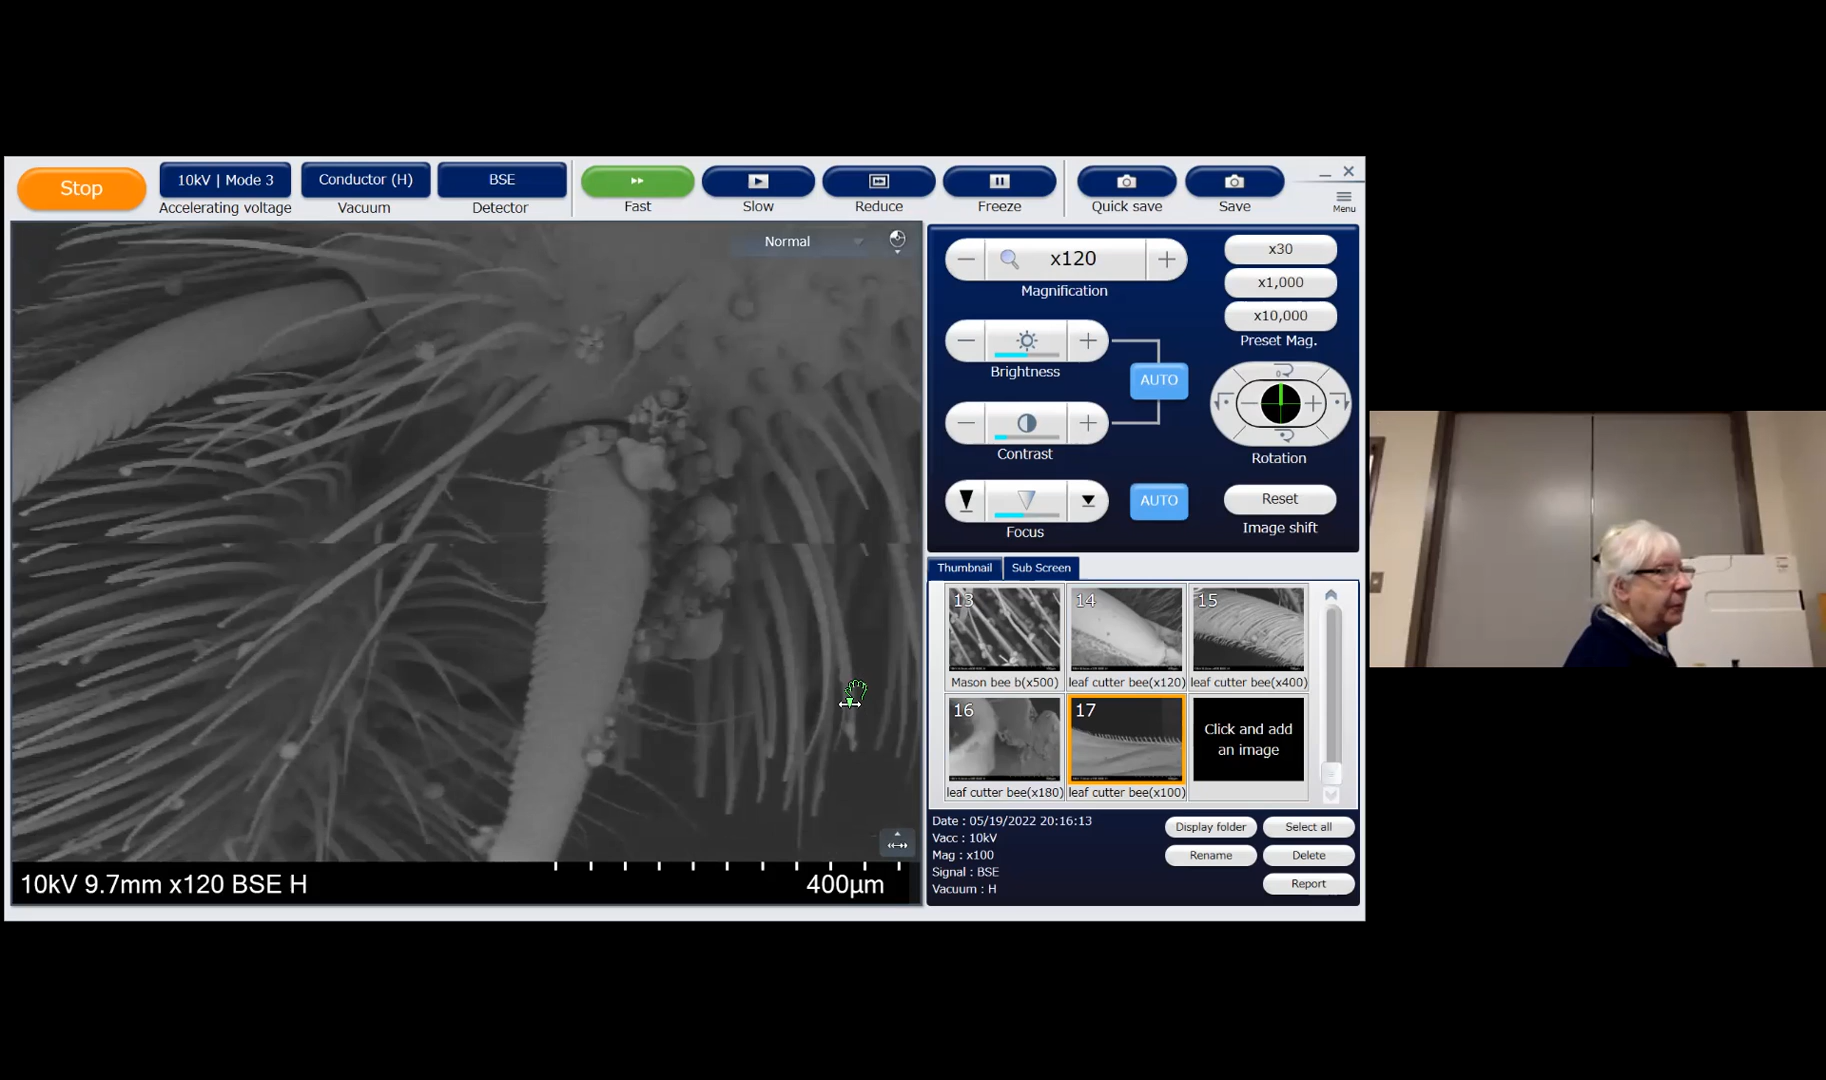 Stop
10kV | Mode 3
Accelerating voltage
Conductor (H)
Vacuum
BSE
Detector
Fast
Slow
Reduce
Freeze
Quick save
Save
Menu
Normal
x120
Magnification
x30
x1,000
x10,000
Preset Mag.
Brightness
AUTO
Contrast
0
Rotation
Focus
AUTO
Reset
Image shift
Thumbnail
Sub Screen
13
Mason bee b(x500)
14
leaf cutter bee(x120)
15
leaf cutter bee(x400)
16
leaf cutter bee(x180)
17
leaf cutter bee(x100)
Click and add
an image
Date : 05/19/2022 20:16:13
Vacc : 10kV
Mag : x100
Signal : BSE
Vacuum : H
Display folder
Select all
Rename
Delete
Report
10kV 9.7mm x120 BSE H
400μm